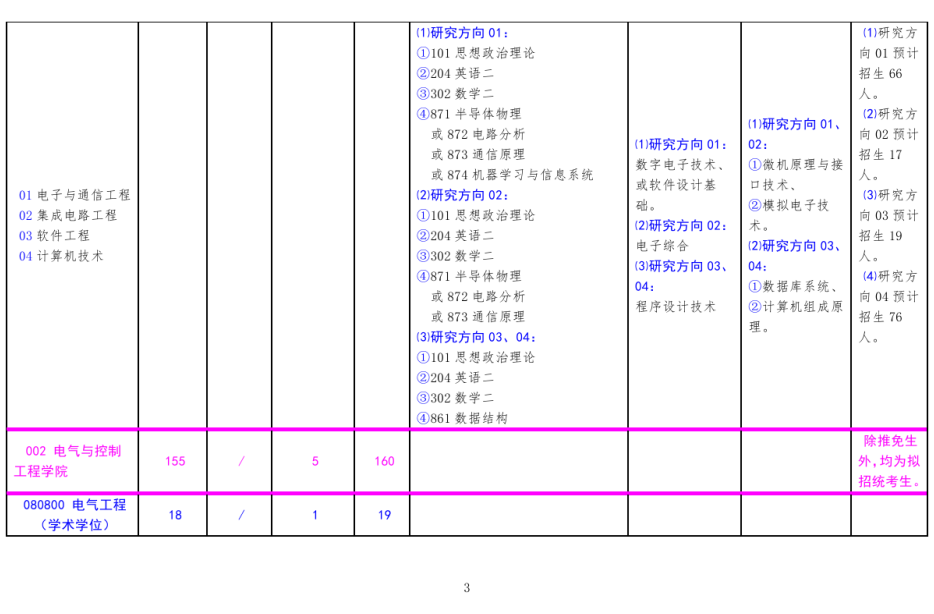 01 电子与通信工程
02 集成电路工程
03 软件工程
04 计算机技术
⑴研究方向 01：
①101 思想政治理论
②204 英语二
③302 数学二
④871 半导体物理
或 872 电路分析
或 873 通信原理
或 874 机器学习与信息系统
⑵研究方向 02：
①101 思想政治理论
②204 英语二
③302 数学二
④871 半导体物理
或 872 电路分析
或 873 通信原理
⑶研究方向 03、04：
①101 思想政治理论
②204 英语二
③302 数学二
④861 数据结构
⑴研究方向 01：
数字电子技术、
或软件设计基
础。
⑵研究方向 02：
电子综合
⑶研究方向 03、
04：
程序设计技术
⑴研究方向 01、
02：
①微机原理与接
口技术、
②模拟电子技
术。
⑵研究方向 03、
04：
①数据库系统、
②计算机组成原
理。
⑴研究方
向 01 预计
招生 66
人。
⑵研究方
向 02 预计
招生 17
人。
⑶研究方
向 03 预计
招生 19
人。
⑷研究方
向 04 预计
招生 76
人。
002 电气与控制
工程学院
155
/
5
160
除推免生
外,均为拟
招统考生。
080800 电气工程
（学术学位）
18
/
1
19
3